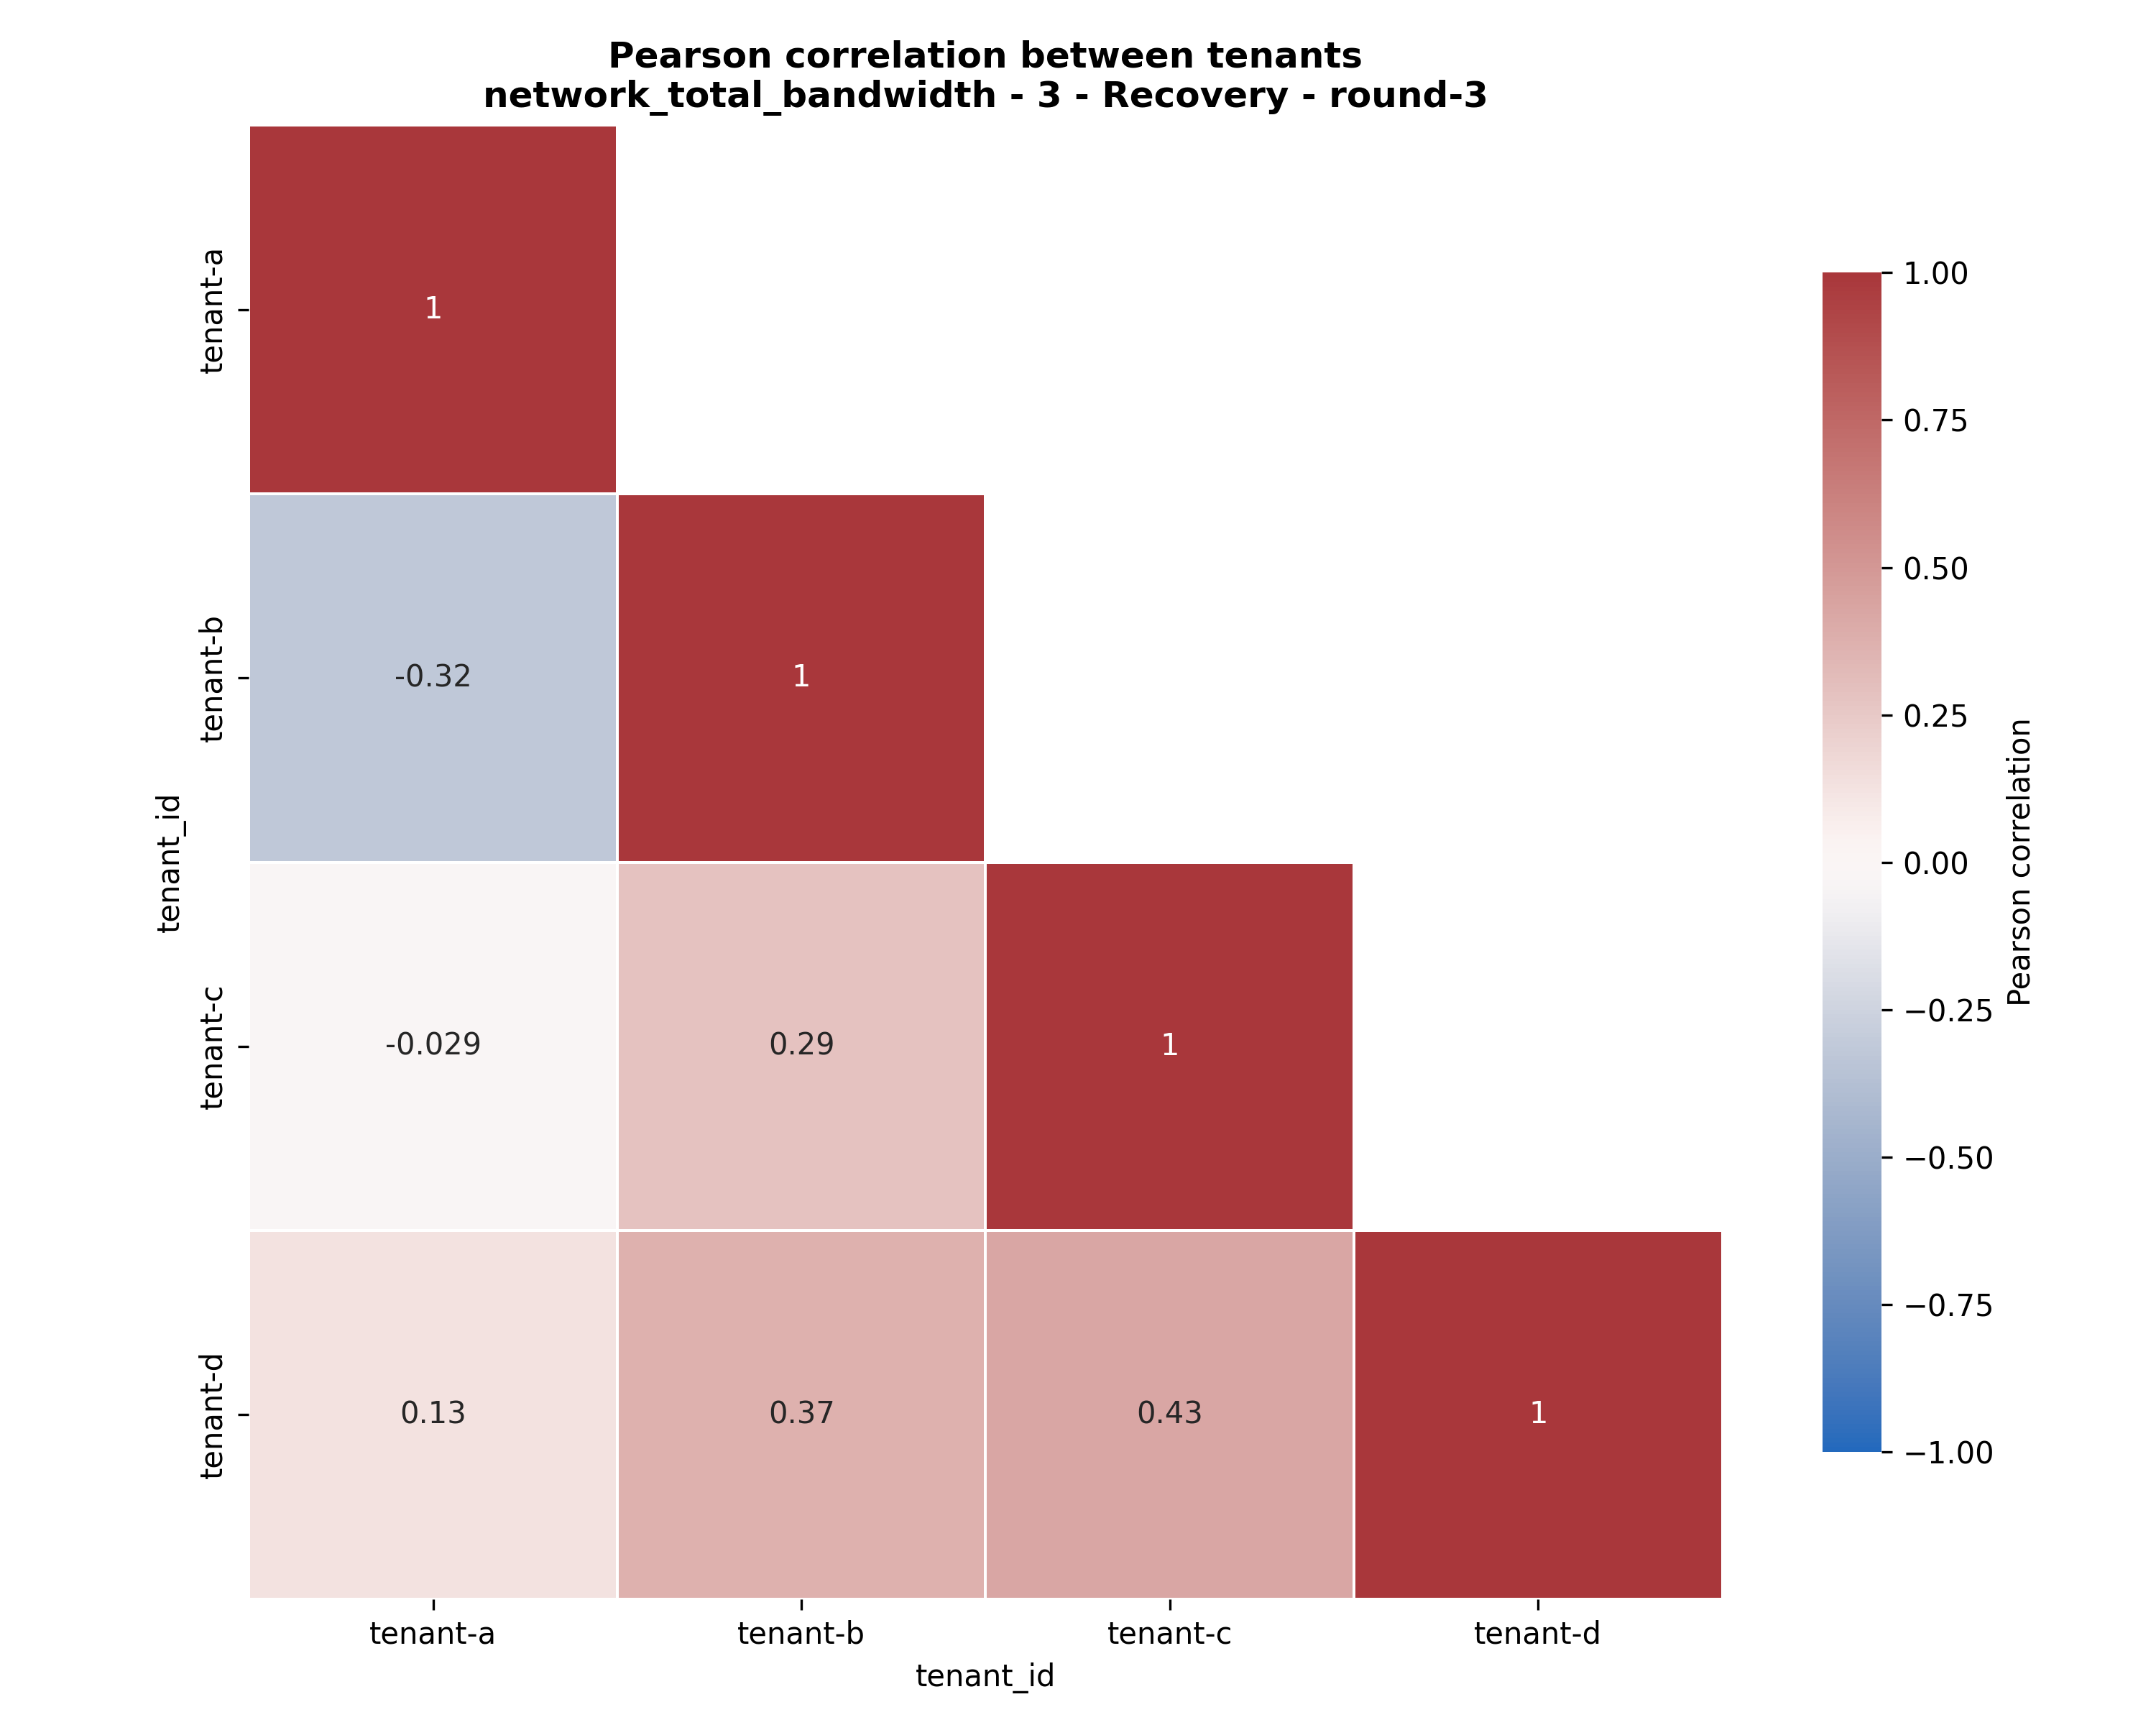 Pearson correlation between tenants
network_total_bandwidth - 3 - Recovery - round-3
tenant_id
tenant-a
1
tenant-b
-0.32
1
tenant-c
-0.029
0.29
1
tenant-d
0.13
0.37
0.43
1
tenant-a
tenant-b
tenant-c
tenant-d
tenant_id
1.00
0.75
0.50
0.25
0.00
−0.25
−0.50
−0.75
−1.00
Pearson correlation